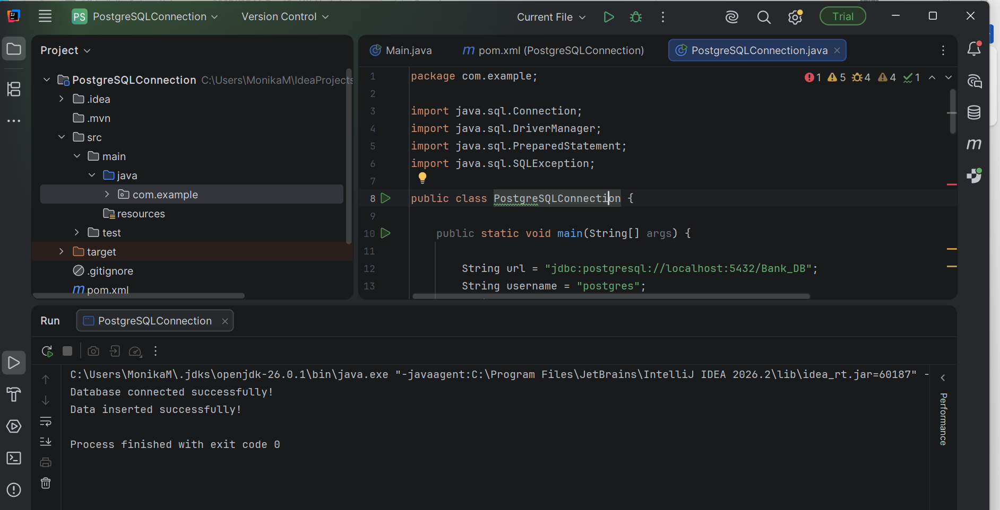 PS PostgreSQLConnection Version Control Current File Trial
Project
PostgreSQLConnection C:\Users\MonikaM\IdeaProjects
.idea
.mvn
src
main
java
com.example
resources
test
target
.gitignore
m pom.xml
Main.java m pom.xml (PostgreSQLConnection) PostgreSQLConnection.java
1 5 4 4 1
1 package com.example;
2
3 import java.sql.Connection;
4 import java.sql.DriverManager;
5 import java.sql.PreparedStatement;
6 import java.sql.SQLException;
7
8 public class PostgreSQLConnection {
9
10 public static void main(String[] args) {
11
12 String url = "jdbc:postgresql://localhost:5432/Bank_DB";
13 String username = "postgres";
m
Run PostgreSQLConnection
C:\Users\MonikaM\.jdks\openjdk-26.0.1\bin\java.exe "-javaagent:C:\Program Files\JetBrains\IntelliJ IDEA 2026.2\lib\idea_rt.jar=60187" -
Database connected successfully!
Data inserted successfully!
Process finished with exit code 0
Performance